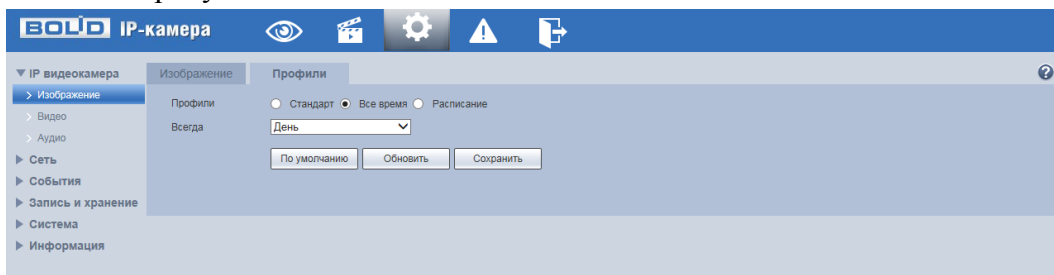 BOLID IP-камера
IP видеокамера
Изображение
Видео
Аудио
Сеть
События
Запись и хранение
Система
Информация
Изображение Профили
Профили Стандарт Все время Расписание
Всегда День
По умолчанию Обновить Сохранить
?